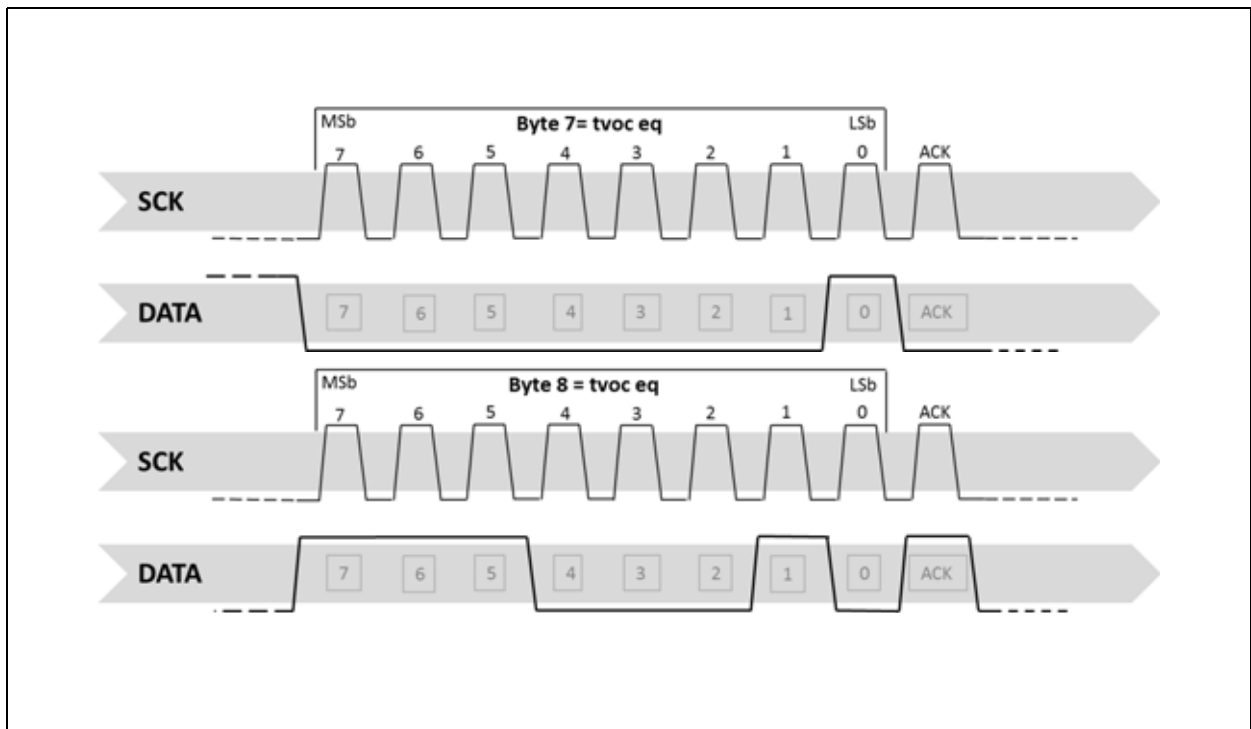 MSb Byte 7= tvoc eq LSb
7 6 5 4 3 2 1 0 ACK
SCK
DATA 7 6 5 4 3 2 1 0 ACK
MSb Byte 8 = tvoc eq LSb
7 6 5 4 3 2 1 0 ACK
SCK
DATA 7 6 5 4 3 2 1 0 ACK